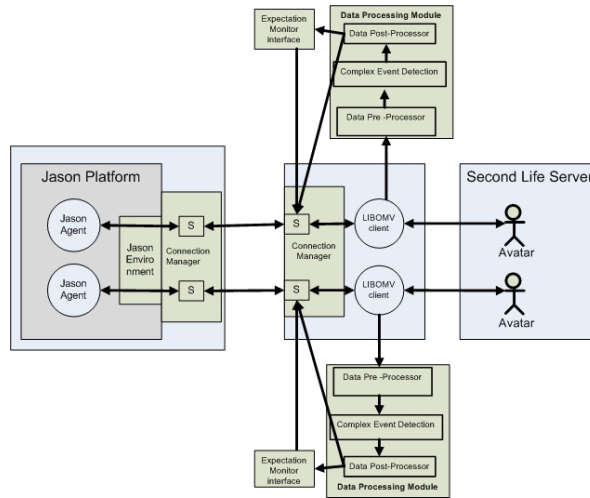 Data Processing Module
Expectation
Monitor
interface
Data Post-Processor
Complex Event Detection
Data Pre -Processor
Jason Platform
Second Life Server
Jason
Agent
S
Jason
Enviro
nment
Connection
Manager
S
Connection
Manager
LIBOMV
client
Avatar
Jason
Agent
S
S
LIBOMV
client
Avatar
Data Pre -Processor
Complex Event Detection
Data Post-Processor
Data Processing Module
Expectation
Monitor
interface